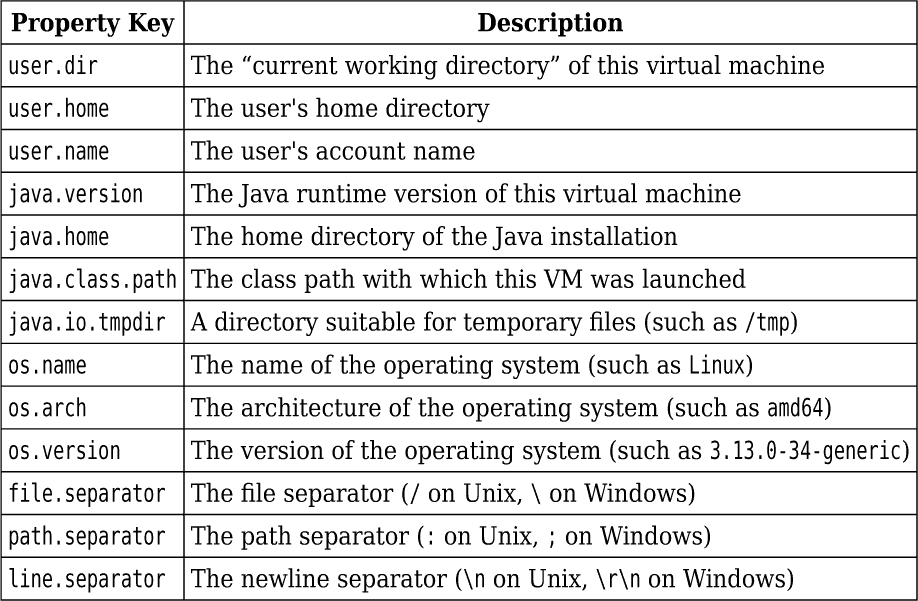 Property Key Description
user.dir The “current working directory” of this virtual machine
user.home The user's home directory
user.name The user's account name
java.version The Java runtime version of this virtual machine
java.home The home directory of the Java installation
java.class.path The class path with which this VM was launched
java.io.tmpdir A directory suitable for temporary files (such as /tmp)
os.name The name of the operating system (such as Linux)
os.arch The architecture of the operating system (such as amd64)
os.version The version of the operating system (such as 3.13.0-34-generic)
file.separator The file separator (/ on Unix, \ on Windows)
path.separator The path separator (: on Unix, ; on Windows)
line.separator The newline separator (\n on Unix, \r\n on Windows)